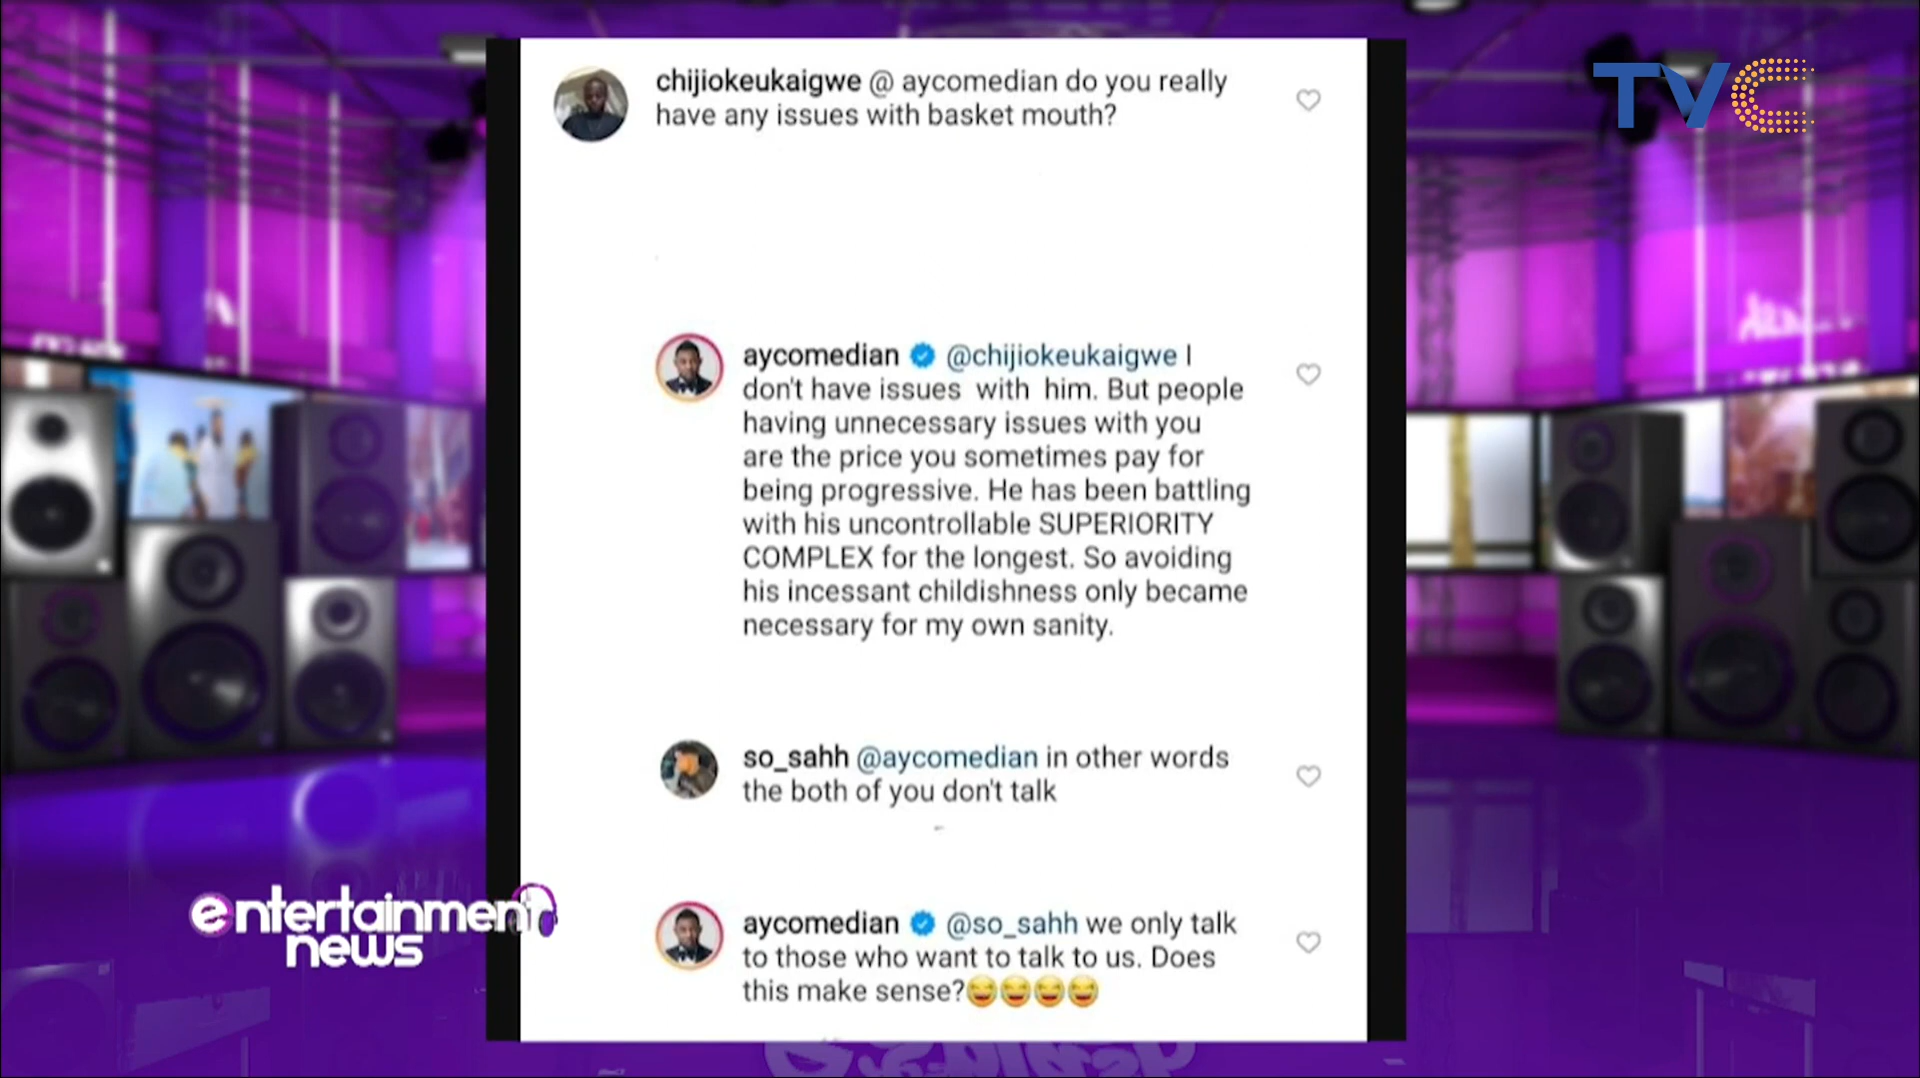 TVC
chijiokeukaigwe @ aycomedian do you really
have any issues with basket mouth?
aycomedian @chijiokeukaigwe I
don't have issues  with  him. But people
having unnecessary issues with you
are the price you sometimes pay for
being progressive. He has been battling
with his uncontrollable SUPERIORITY
COMPLEX for the longest. So avoiding
his incessant childishness only became
necessary for my own sanity.
so_sahh @aycomedian in other words
the both of you don't talk
aycomedian @so_sahh we only talk
to those who want to talk to us. Does
this make sense?😆😆😆😆
entertainment
news